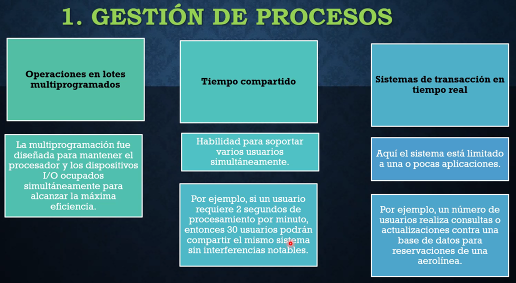 1. GESTIÓN DE PROCESOS
Operaciones en lotes
multiprogramados
La multiprogramación fue
diseñada para mantener el
procesador y los dispositivos
I/O ocupados
simultáneamente para
alcanzar la máxima
eficiencia.
Tiempo compartido
Habilidad para soportar
varios usuarios
simultáneamente.
Por ejemplo, si un usuario
requiere 2 segundos de
procesamiento por minuto,
entonces 30 usuarios podrán
compartir el mismo sistema
sin interferencias notables.
Sistemas de transacción en
tiempo real
Aquí el sistema está limitado
a una o pocas aplicaciones.
Por ejemplo, un número de
usuarios realiza consultas o
actualizaciones contra una
base de datos para
reservaciones de una
aerolínea.